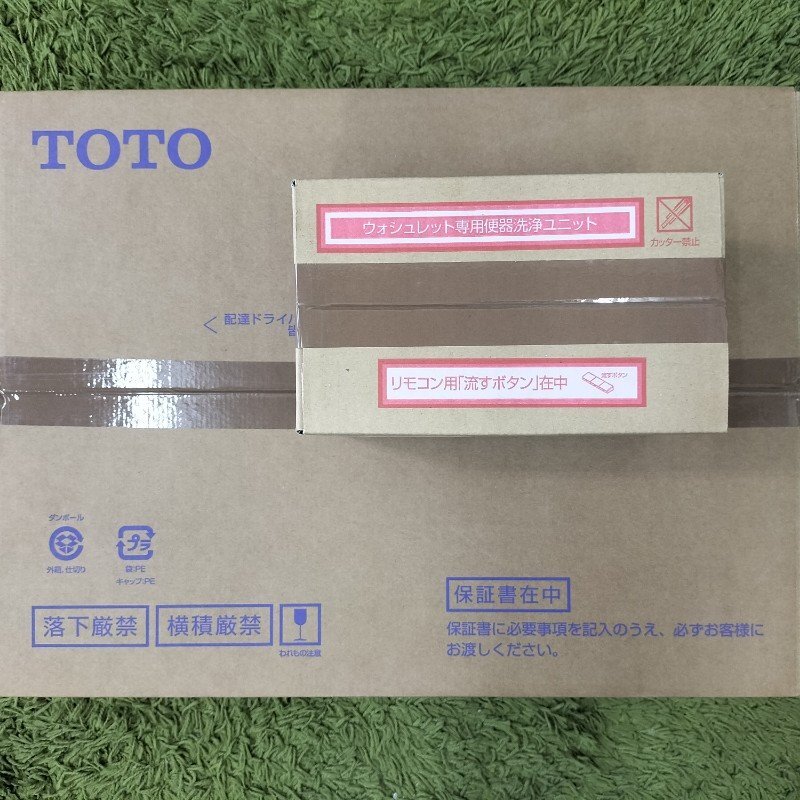 TOTO
ウォシュレット専用便器洗浄ユニット
カッター禁止
配達ドライバ
リモコン用「流すボタン」在中
流すボタン
ダンボール
外箱、仕切り
プラ
袋:PE
キャップ:PE
落下厳禁
横積厳禁
われもの注意
保証書在中
保証書に必要事項を記入のうえ、必ずお客様に
お渡しください。